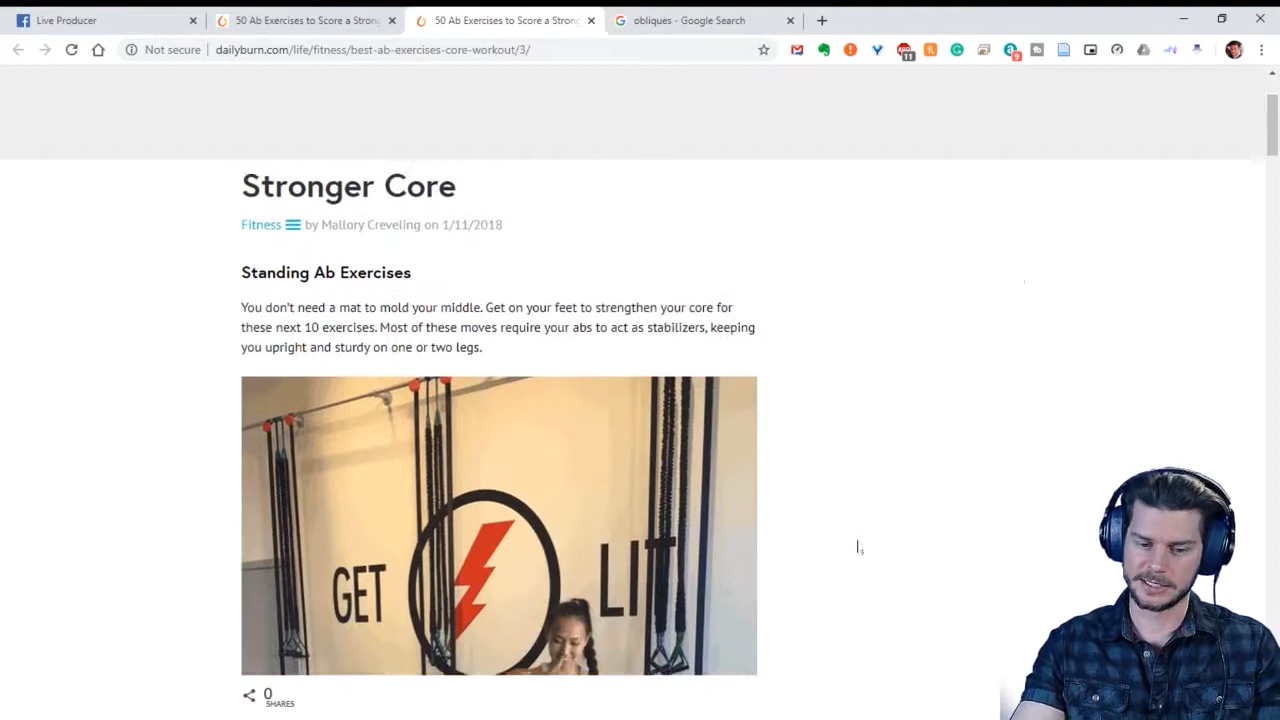 Live Producer
50 Ab Exercises to Score a Strong
50 Ab Exercises to Score a Strong
obliques - Google Search
Not secure
dailyburn.com/life/fitness/best-ab-exercises-core-workout/3/
11
9
Stronger Core
Fitness by Mallory Creveling on 1/11/2018
Standing Ab Exercises
You don't need a mat to mold your middle. Get on your feet to strengthen your core for
these next 10 exercises. Most of these moves require your abs to act as stabilizers, keeping
you upright and sturdy on one or two legs.
GET LIT
0
SHARES